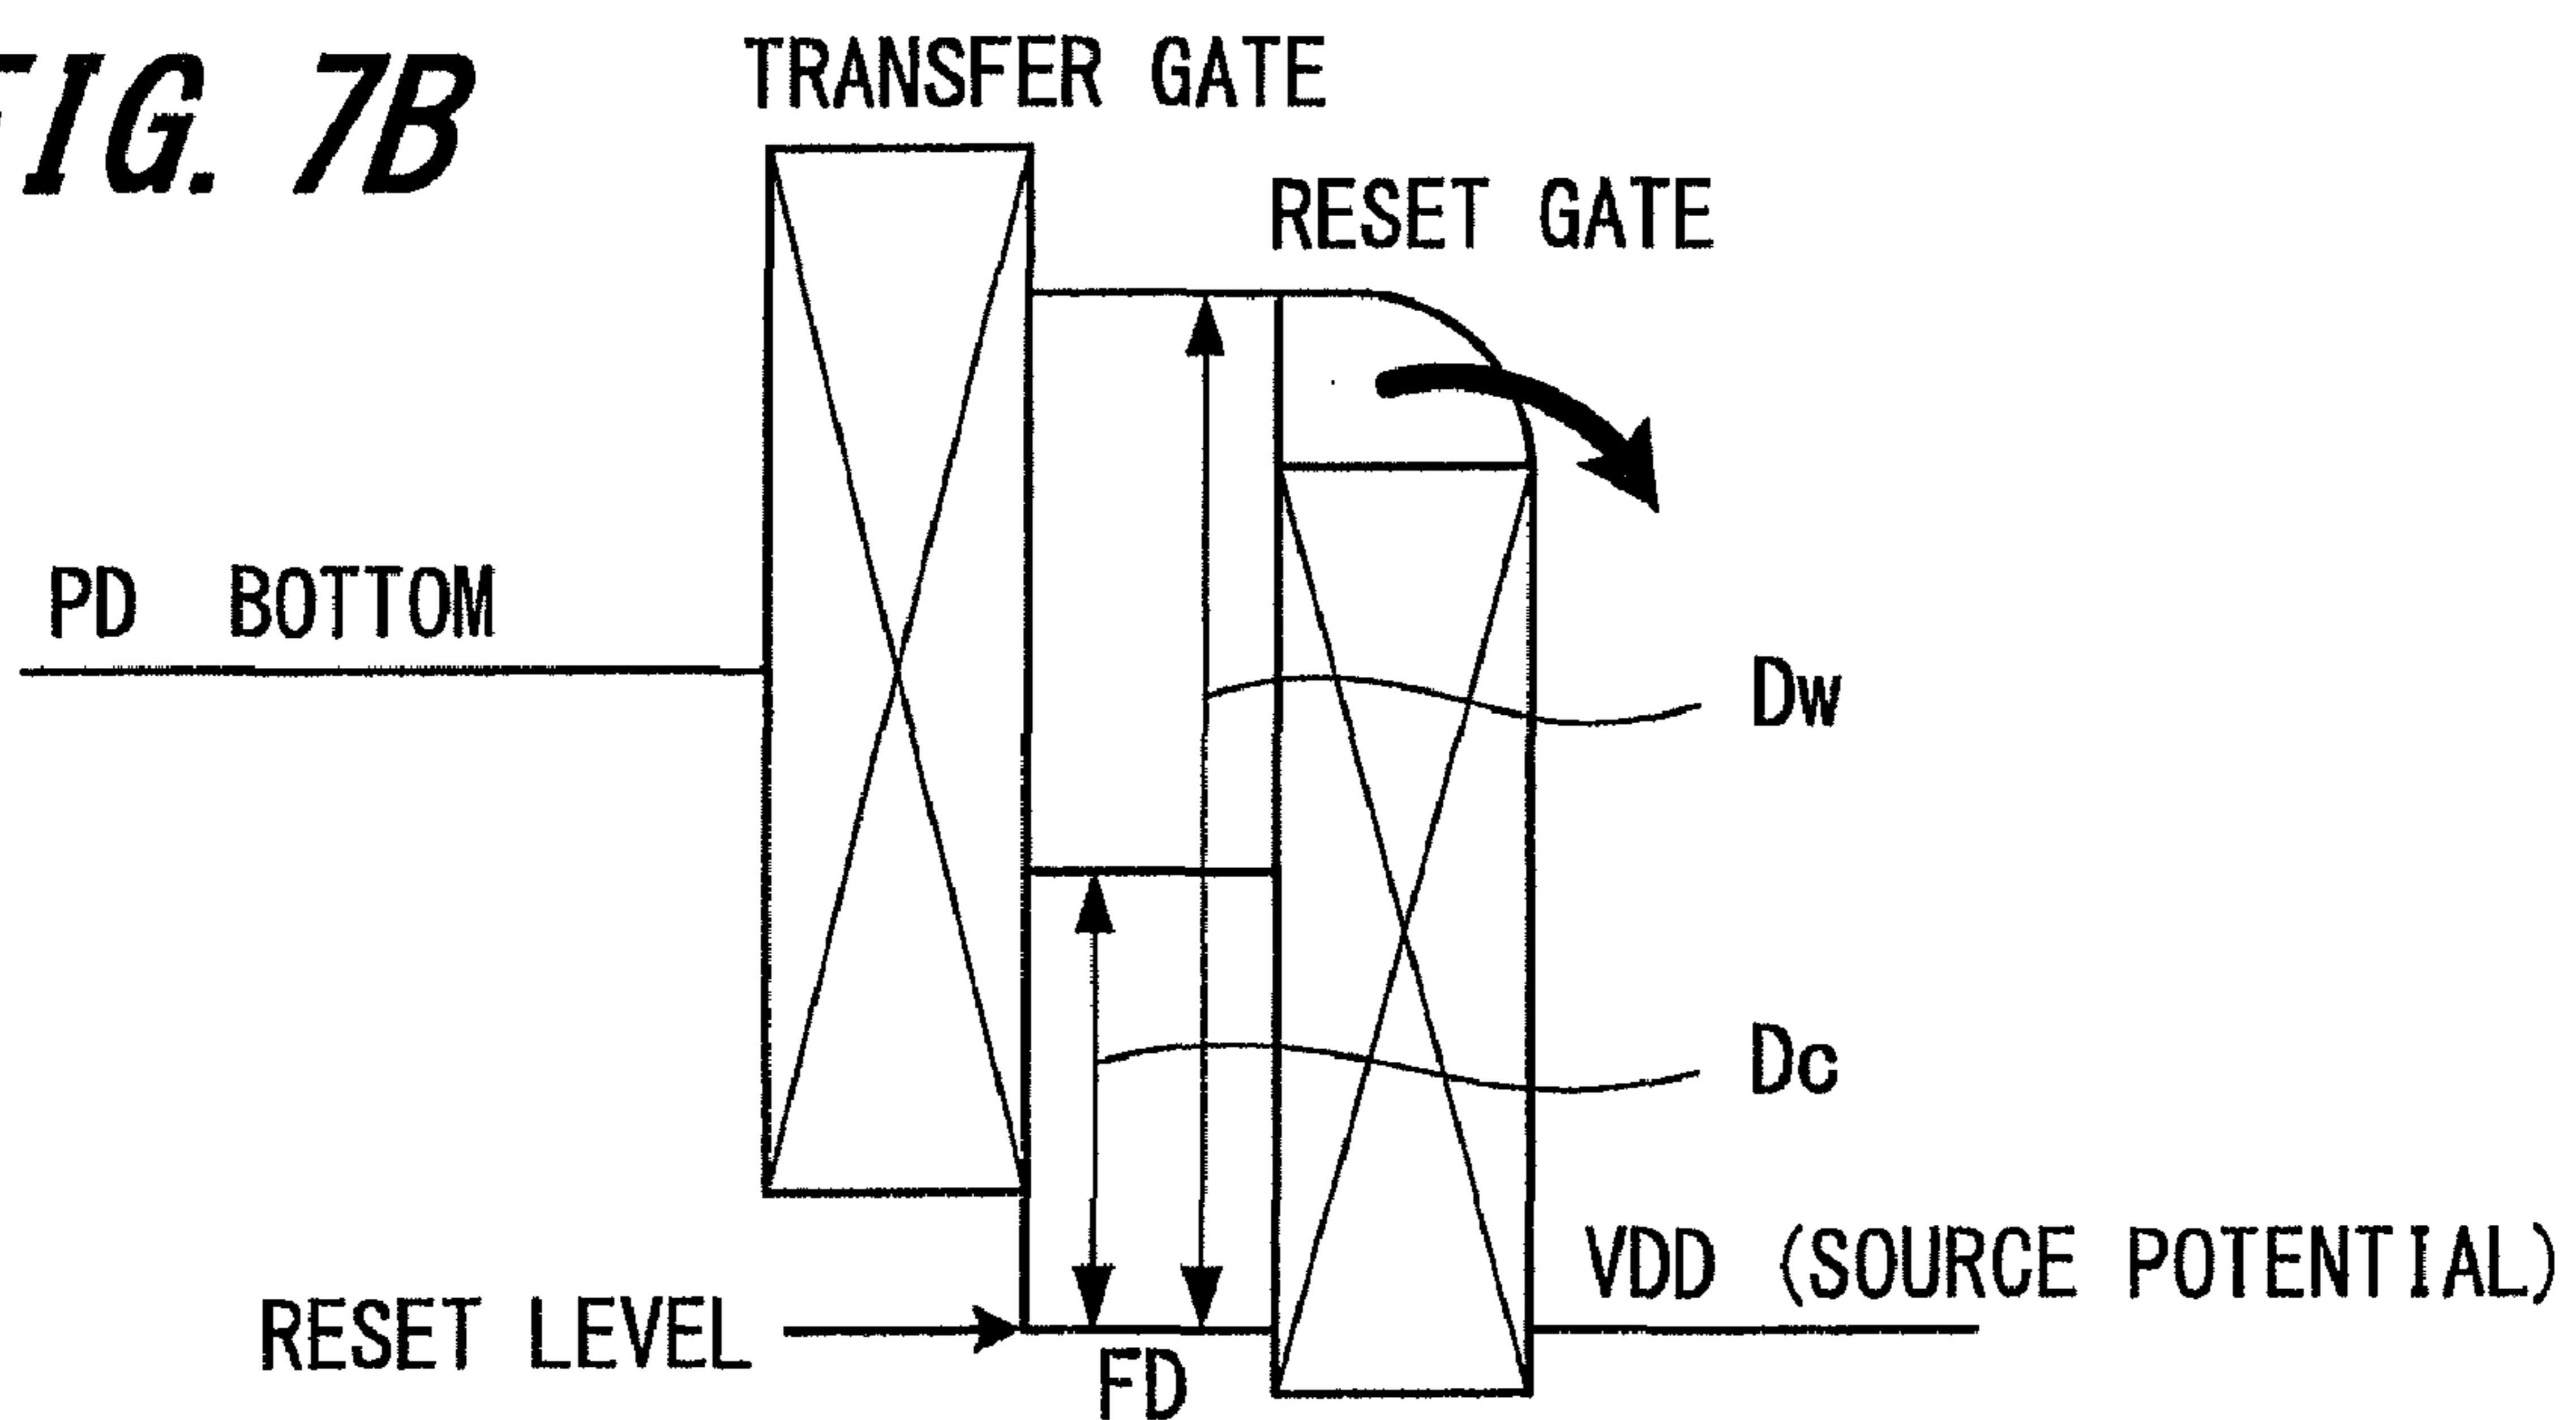 FIG. 7B
TRANSFER GATE
RESET GATE
PD BOTTOM
Dw
Dc
VDD (SOURCE POTENTIAL)
RESET LEVEL
FD